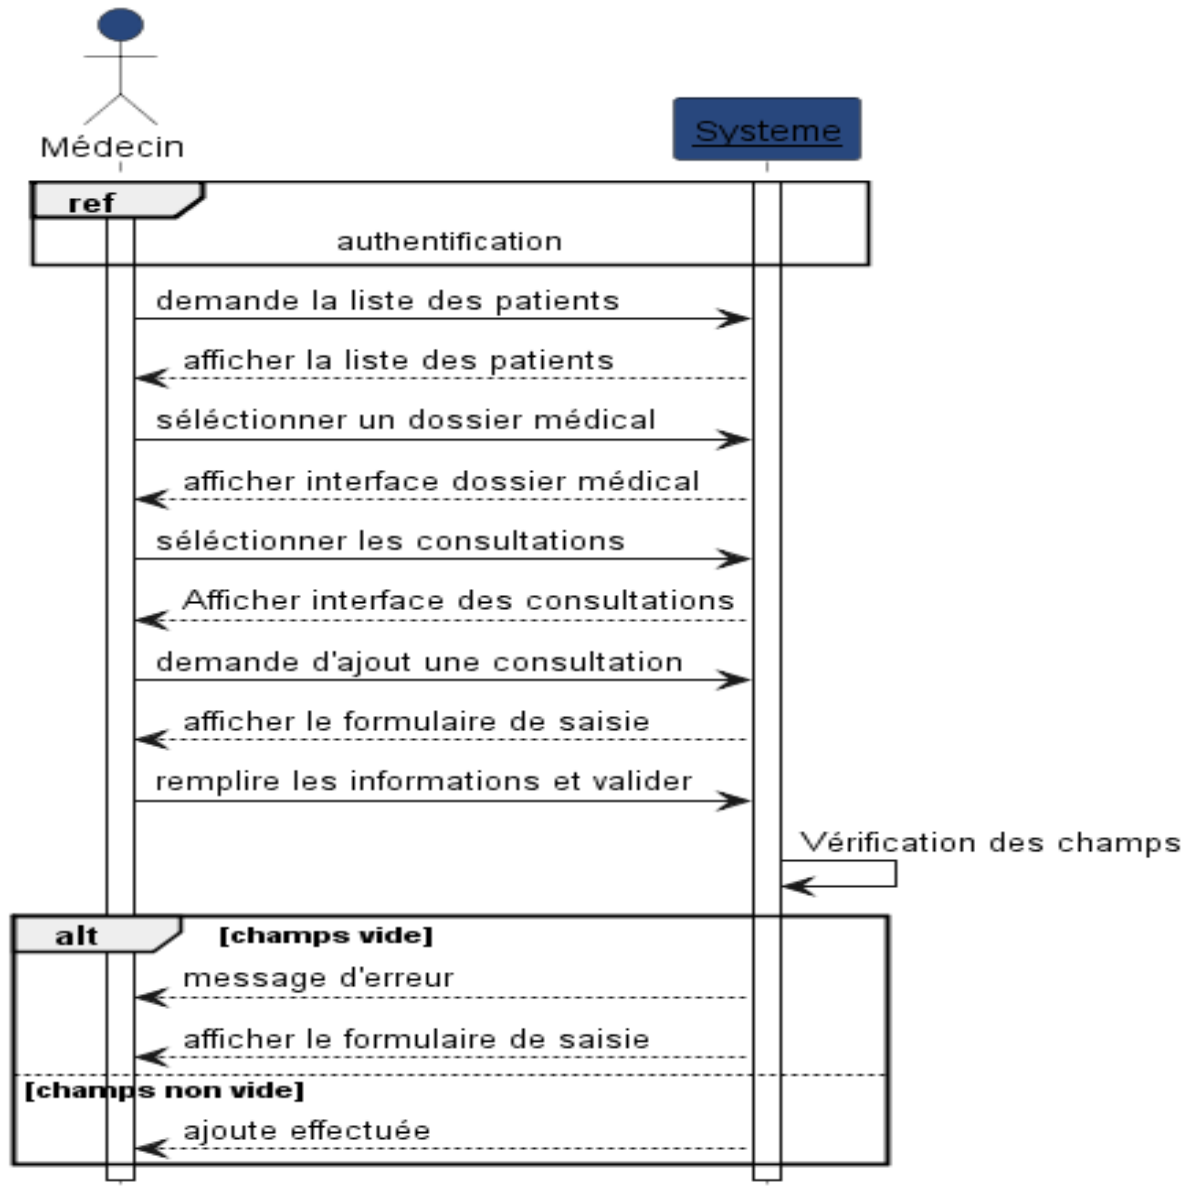 Médecin
Systeme
ref
authentification
demande la liste des patients
afficher la liste des patients
séléctionner un dossier médical
afficher interface dossier médical
séléctionner les consultations
Afficher interface des consultations
demande d'ajout une consultation
afficher le formulaire de saisie
remplire les informations et valider
Vérification des champs
alt [champs vide]
message d'erreur
afficher le formulaire de saisie
[champs non vide]
ajoute effectuée